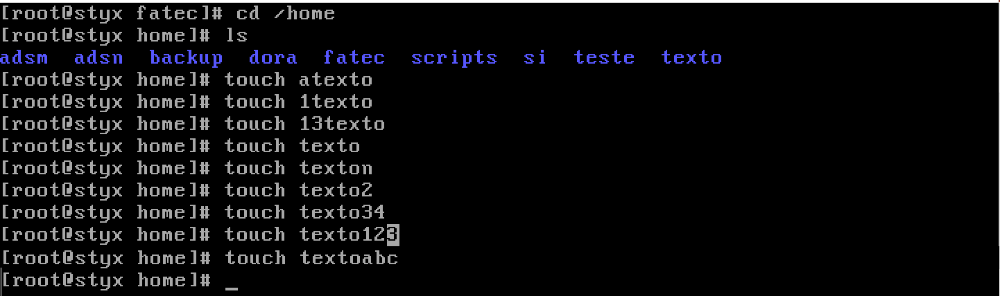 [root@styx fatec]# cd /home
[root@styx home]# ls
adsm adsn backup dora fatec scripts si teste texto
[root@styx home]# touch atexto
[root@styx home]# touch 1texto
[root@styx home]# touch 13texto
[root@styx home]# touch texto
[root@styx home]# touch texton
[root@styx home]# touch texto2
[root@styx home]# touch texto34
[root@styx home]# touch texto123
[root@styx home]# touch textoabc
[root@styx home]# _